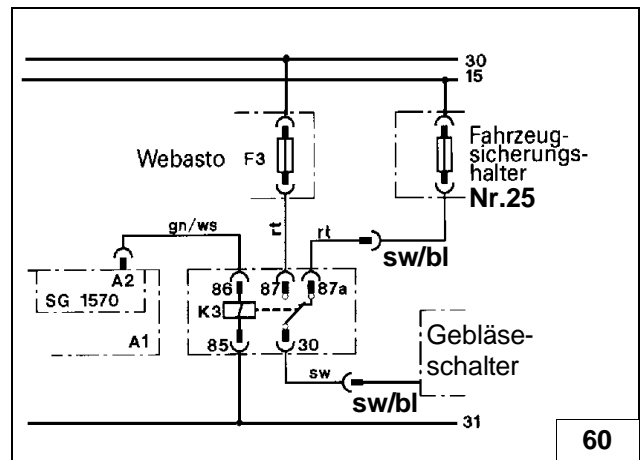 30
15
Webasto F3
Fahrzeug-
sicherungs-
halter
Nr.25
gn/ws
rt
rt
sw/bl
A2
SG 1570
A1
86
87
87a
K3
85
30
Gebläse-
schalter
sw
sw/bl
31
60